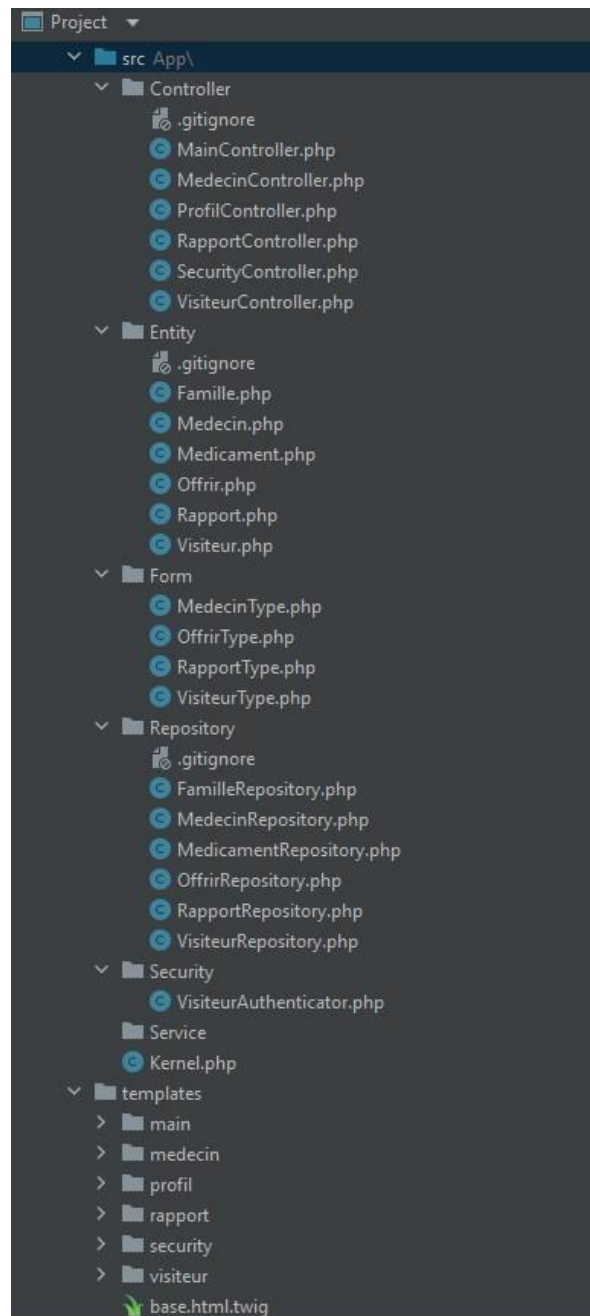 Project
src App\
Controller
.gitignore
MainController.php
MedecinController.php
ProfilController.php
RapportController.php
SecurityController.php
VisiteurController.php
Entity
.gitignore
Famille.php
Medecin.php
Medicament.php
Offrir.php
Rapport.php
Visiteur.php
Form
MedecinType.php
OffrirType.php
RapportType.php
VisiteurType.php
Repository
.gitignore
FamilleRepository.php
MedecinRepository.php
MedicamentRepository.php
OffrirRepository.php
RapportRepository.php
VisiteurRepository.php
Security
VisiteurAuthenticator.php
Service
Kernel.php
templates
main
medecin
profil
rapport
security
visiteur
base.html.twig